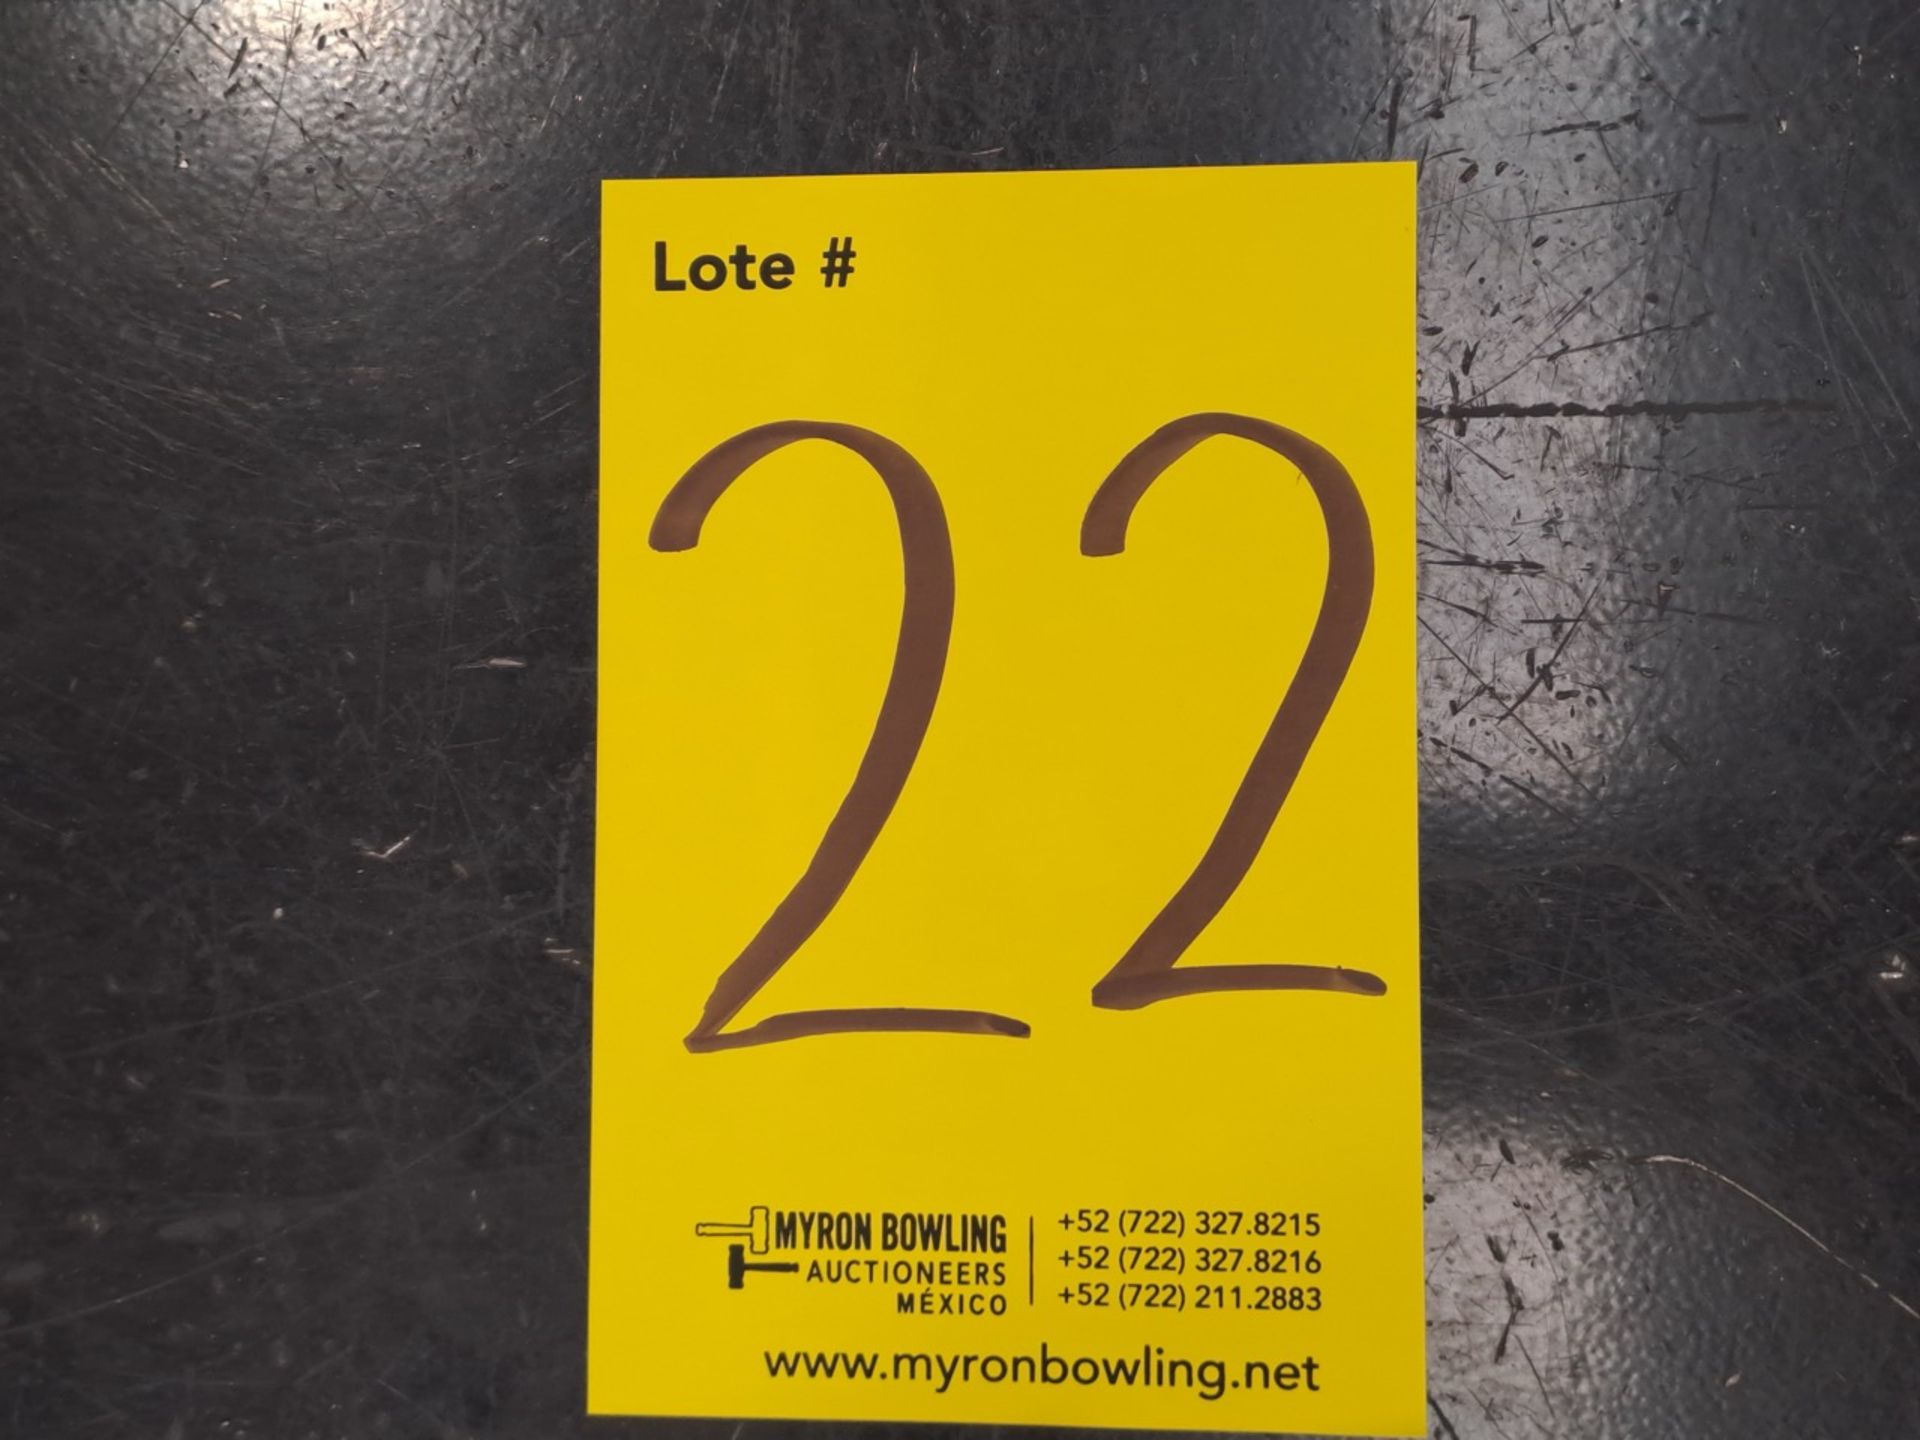 Lote #
22
MYRON BOWLING
AUCTIONEERS
MÉXICO
+52 (722) 327.8215
+52 (722) 327.8216
+52 (722) 211.2883
www.myronbowling.net